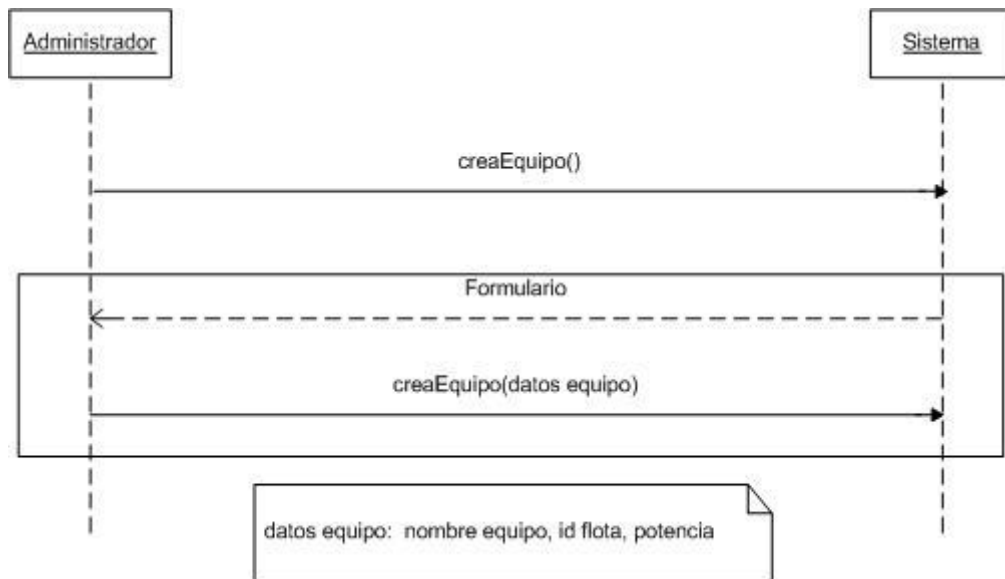 Administrador
Sistema
creaEquipo()
Formulario
creaEquipo(datos equipo)
datos equipo: nombre equipo, id flota, potencia